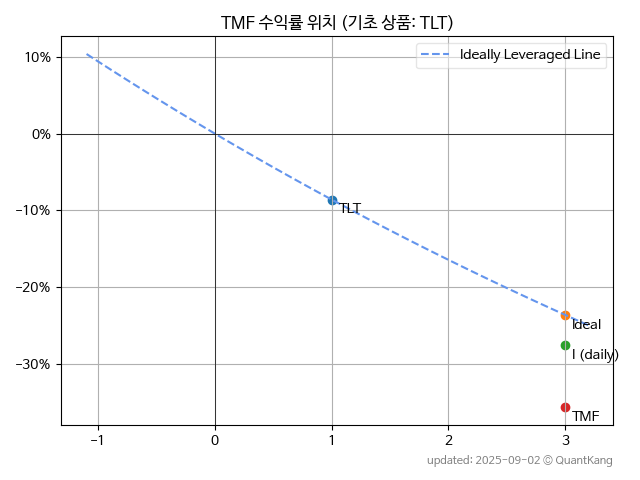 TMF 수익률 위치 (기초 상품: TLT)
Ideally Leveraged Line
10%
0%
−10%
−20%
−30%
TLT
Ideal
I (daily)
TMF
−1
0
1
2
3
updated: 2025-09-02 © QuantKang